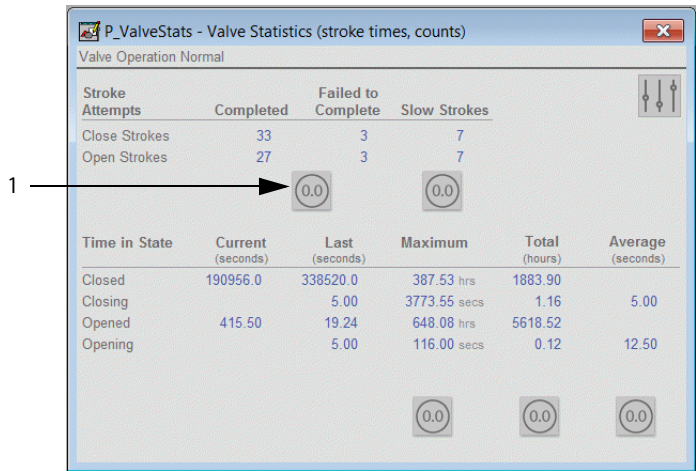 P_ValveStats - Valve Statistics (stroke times, counts)
Valve Operation Normal
Stroke Attempts Completed Failed to Complete Slow Strokes
Close Strokes 33 3 7
Open Strokes 27 3 7
1 0.0 0.0
Time in State Current (seconds) Last (seconds) Maximum Total (hours) Average (seconds)
Closed 190956.0 338520.0 387.53 hrs 1883.90
Closing 5.00 3773.55 secs 1.16 5.00
Opened 415.50 19.24 648.08 hrs 5618.52
Opening 5.00 116.00 secs 0.12 12.50
0.0 0.0 0.0